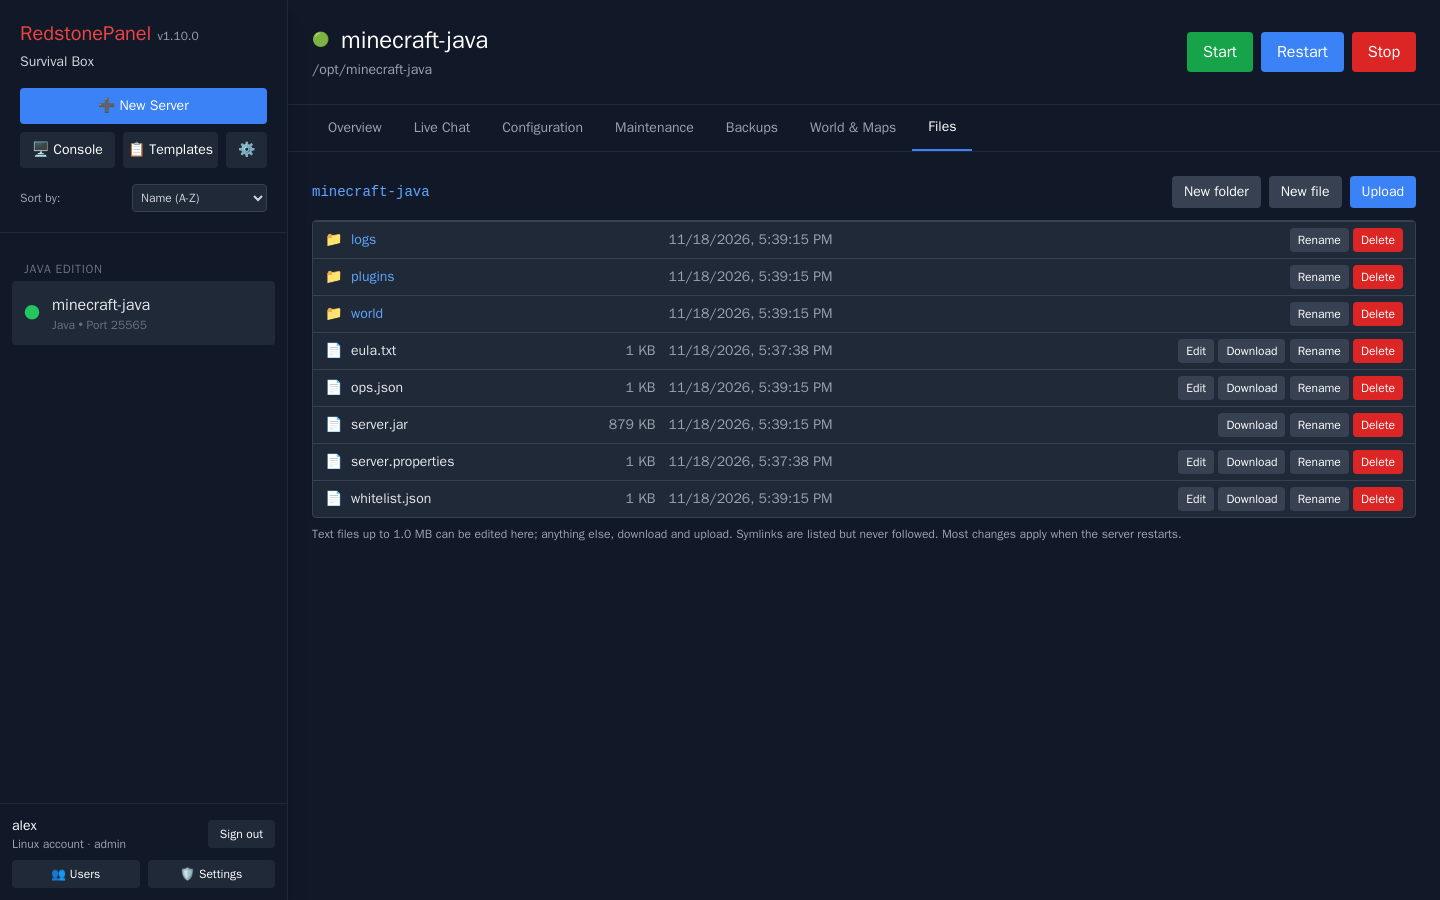 RedstonePanel v1.10.0
Survival Box
➕ New Server
Console
Templates
Sort by:
Name (A-Z)
JAVA EDITION
minecraft-java
Java • Port 25565
alex
Linux account · admin
Sign out
Users
Settings
minecraft-java
/opt/minecraft-java
Start
Restart
Stop
Overview
Live Chat
Configuration
Maintenance
Backups
World & Maps
Files
minecraft-java
New folder
New file
Upload
logs 11/18/2026, 5:39:15 PM Rename Delete
plugins 11/18/2026, 5:39:15 PM Rename Delete
world 11/18/2026, 5:39:15 PM Rename Delete
eula.txt 1 KB 11/18/2026, 5:37:38 PM Edit Download Rename Delete
ops.json 1 KB 11/18/2026, 5:39:15 PM Edit Download Rename Delete
server.jar 879 KB 11/18/2026, 5:39:15 PM Download Rename Delete
server.properties 1 KB 11/18/2026, 5:37:38 PM Edit Download Rename Delete
whitelist.json 1 KB 11/18/2026, 5:39:15 PM Edit Download Rename Delete
Text files up to 1.0 MB can be edited here; anything else, download and upload. Symlinks are listed but never followed. Most changes apply when the server restarts.